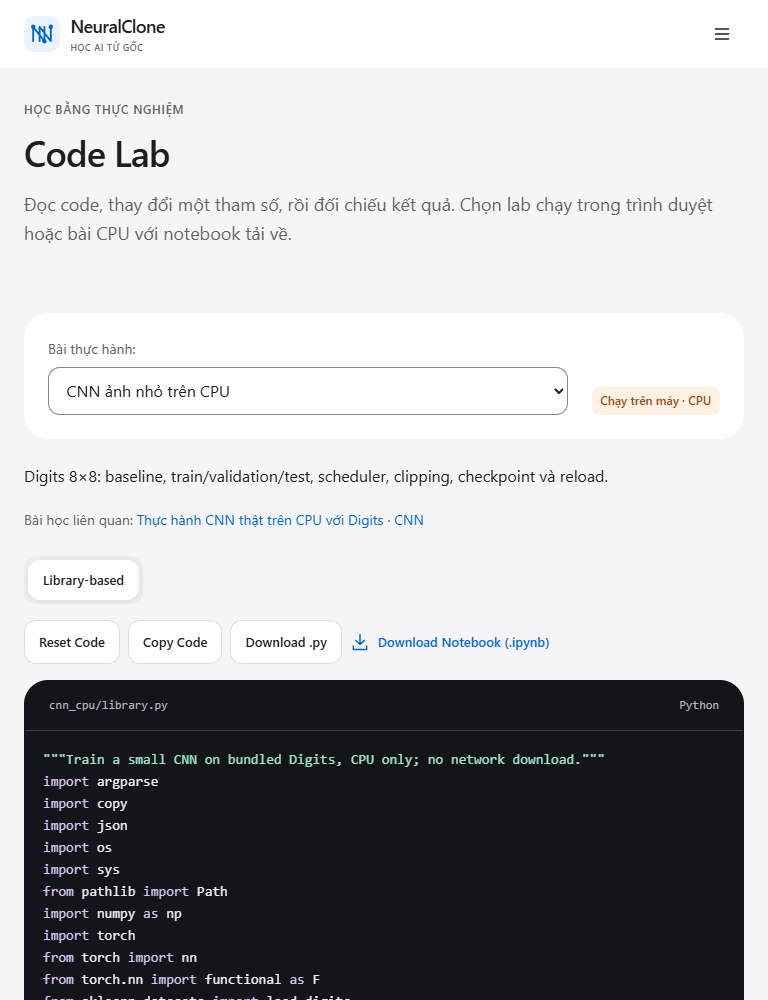 NeuralClone
HỌC AI TỪ GỐC
HỌC BẰNG THỰC NGHIỆM
Code Lab
Đọc code, thay đổi một tham số, rồi đối chiếu kết quả. Chọn lab chạy trong trình duyệt
hoặc bài CPU với notebook tải về.
Bài thực hành:
CNN ảnh nhỏ trên CPU
Chạy trên máy · CPU
Digits 8×8: baseline, train/validation/test, scheduler, clipping, checkpoint và reload.
Bài học liên quan: Thực hành CNN thật trên CPU với Digits · CNN
Library-based
Reset Code
Copy Code
Download .py
Download Notebook (.ipynb)
cnn_cpu/library.py
Python
"""Train a small CNN on bundled Digits, CPU only; no network download."""
import argparse
import copy
import json
import os
import sys
from pathlib import Path
import numpy as np
import torch
from torch import nn
from torch.nn import functional as F
from sklearn.datasets import load_digits